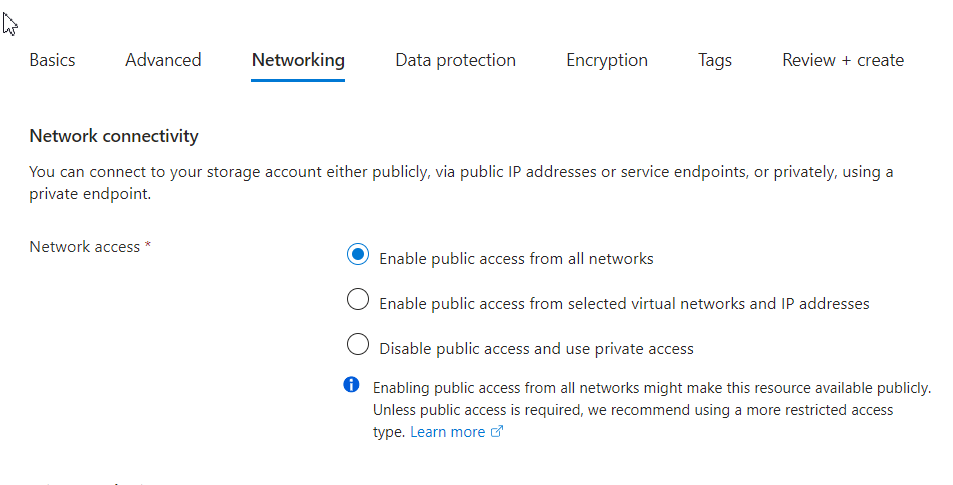 Basics Advanced Networking Data protection Encryption Tags Review + create
Network connectivity
You can connect to your storage account either publicly, via public IP addresses or service endpoints, or privately, using a
private endpoint.
Network access *
Enable public access from all networks
Enable public access from selected virtual networks and IP addresses
Disable public access and use private access
Enabling public access from all networks might make this resource available publicly.
Unless public access is required, we recommend using a more restricted access
type. Learn more